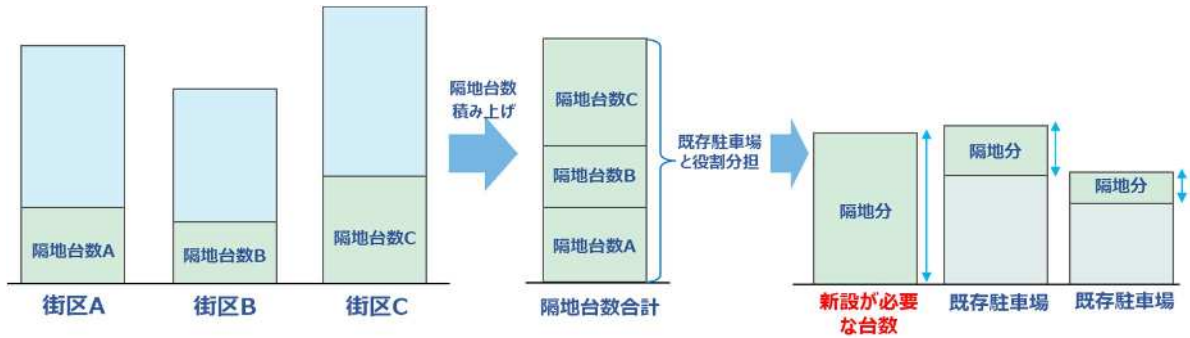 隔地台数A
街区A
隔地台数B
街区B
隔地台数C
街区C
隔地台数
積み上げ
隔地台数C
隔地台数B
隔地台数A
隔地台数合計
既存駐車場
と役割分担
隔地分
新設が必要
な台数
隔地分
既存駐車場
隔地分
既存駐車場